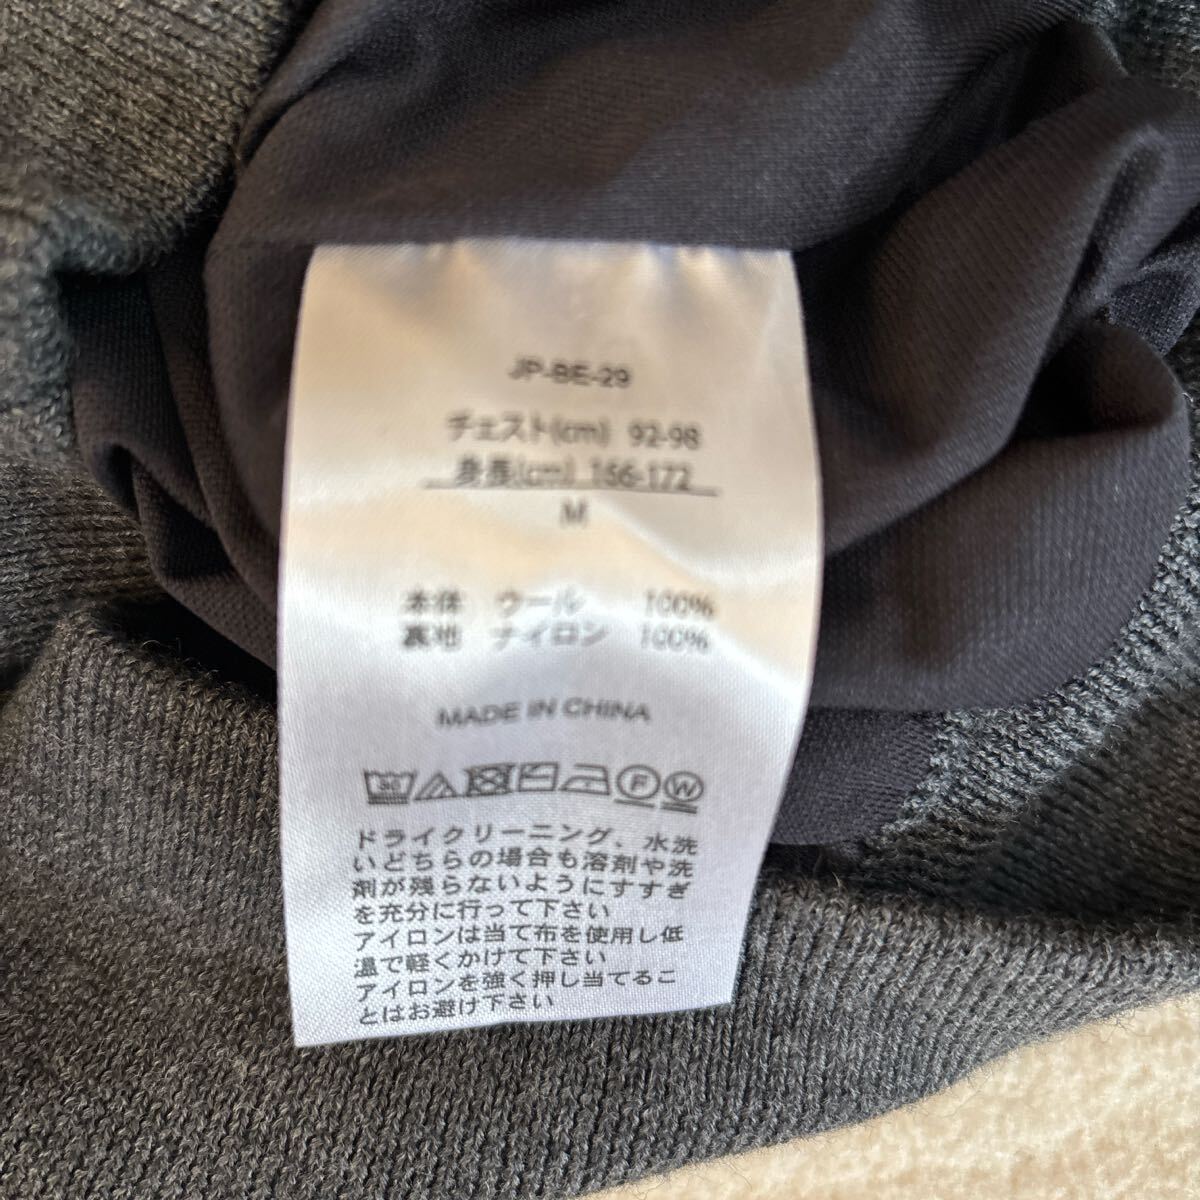 JP-BE-29
チェスト(cm) 92-98
身長(cm) 166-172
M
本体 ウール 100%
裏地 ナイロン 100%
MADE IN CHINA
F W
ドライクリーニング、水洗
いどちらの場合も溶剤や洗
剤が残らないようにすすぎ
を充分に行って下さい
アイロンは当て布を使用し低
温で軽くかけて下さい
アイロンを強く押し当てるこ
とはお避け下さい